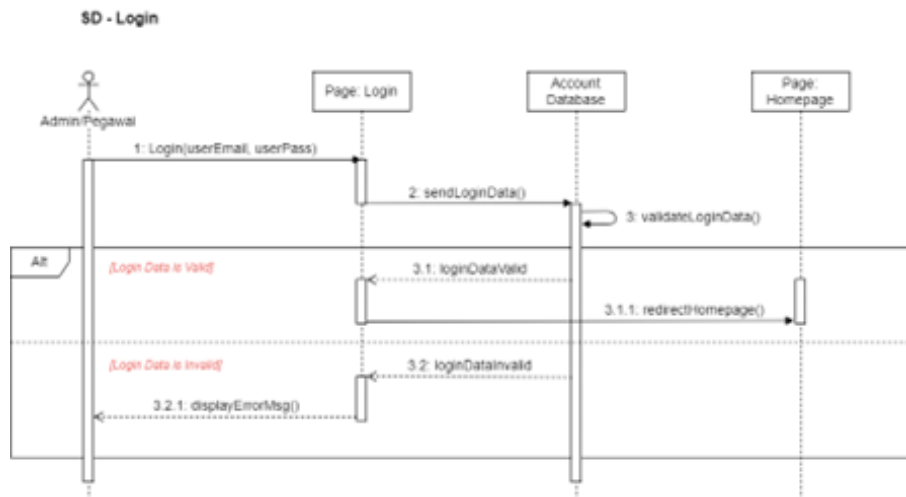 SD - Login
Admin/Pegawai
Page: Login
Account
Database
Page:
Homepage
1: Login(userEmail, userPass)
2: sendLoginData()
3: validateLoginData()
Alt
[Login Data is Valid]
3.1: loginDataValid
3.1.1: redirectHomepage()
[Login Data is Invalid]
3.2: loginDataInvalid
3.2.1: displayErrorMsg()